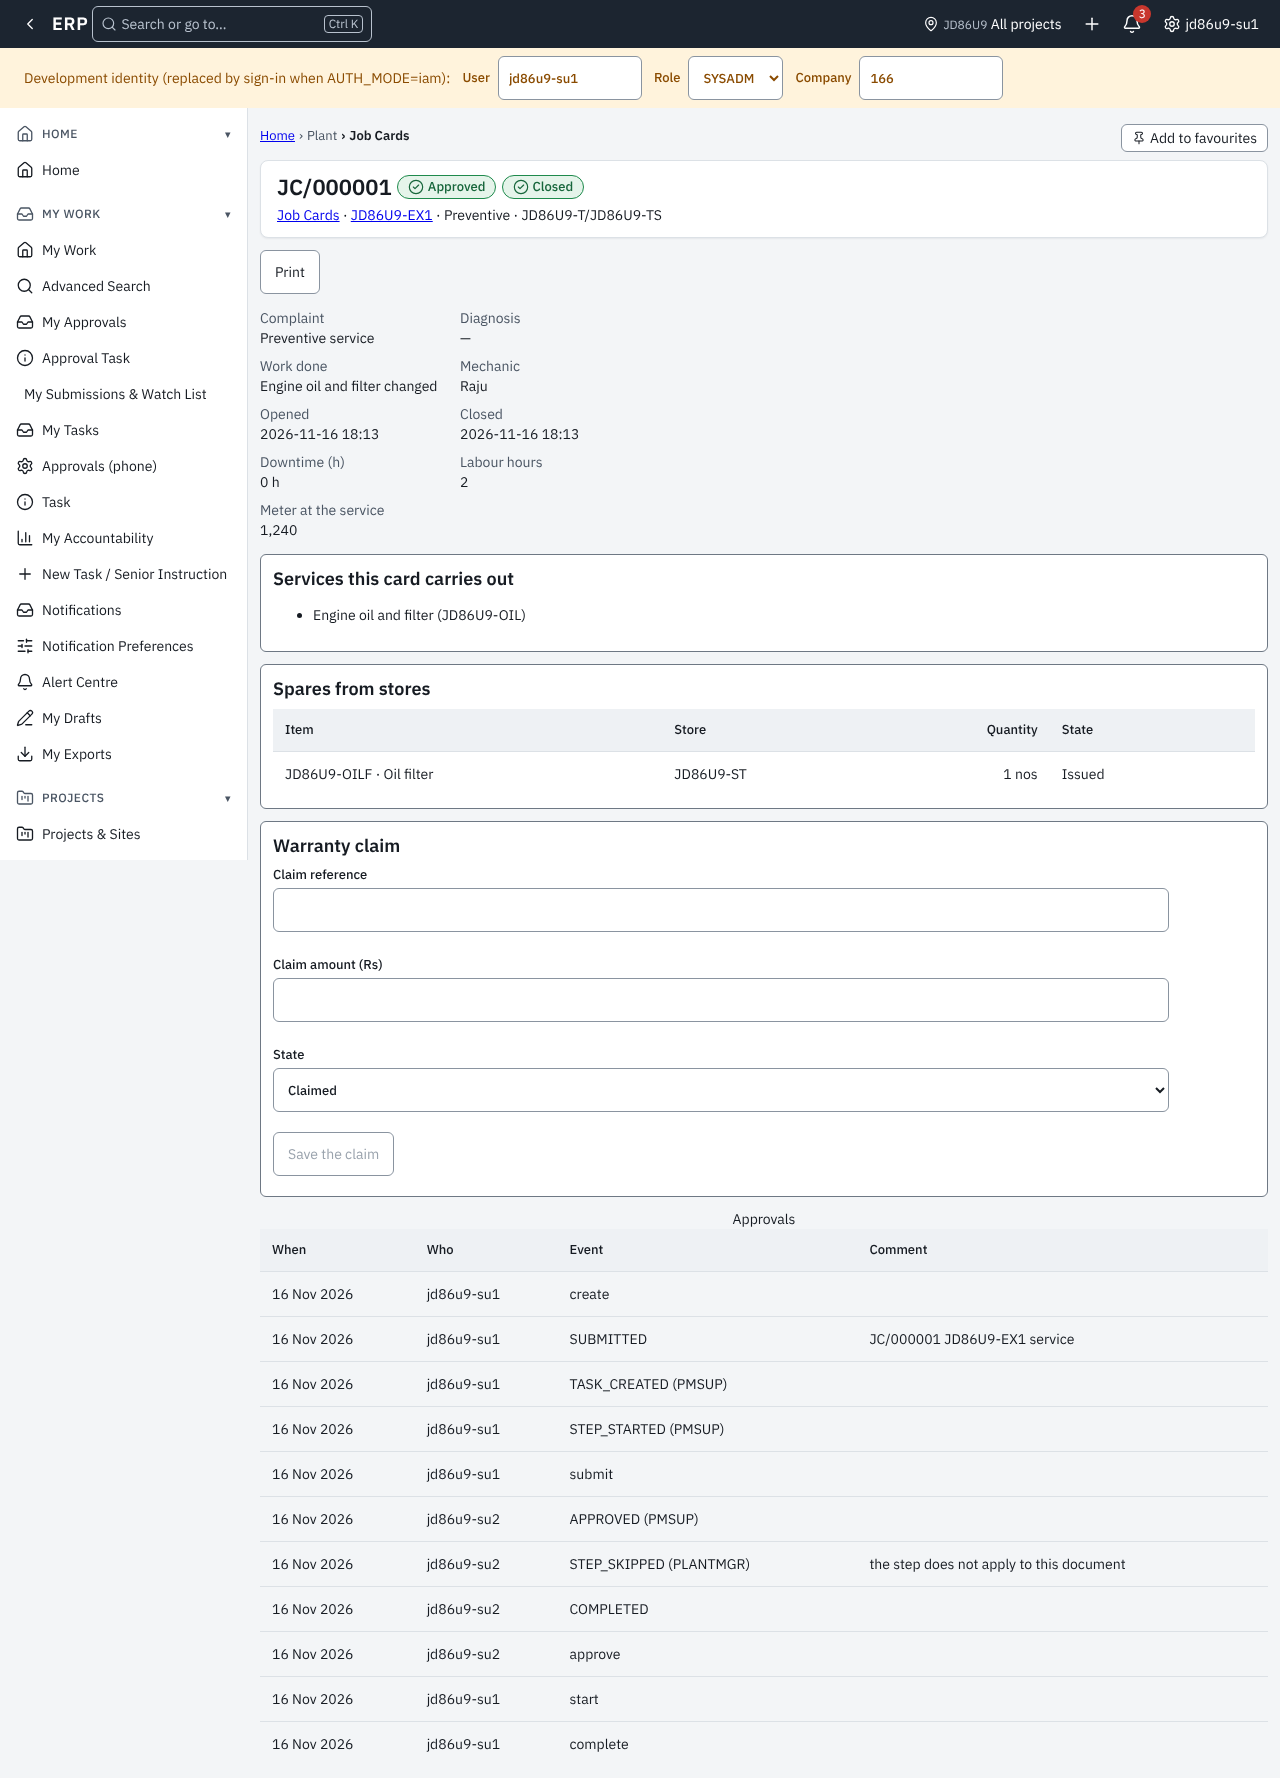 ERP
Search or go to...
Ctrl K
JD86U9 All projects
3
jd86u9-su1
Development identity (replaced by sign-in when AUTH_MODE=iam):
User
jd86u9-su1
Role
SYSADM
Company
166
HOME
Home
MY WORK
My Work
Advanced Search
My Approvals
Approval Task
My Submissions & Watch List
My Tasks
Approvals (phone)
Task
My Accountability
New Task / Senior Instruction
Notifications
Notification Preferences
Alert Centre
My Drafts
My Exports
PROJECTS
Projects & Sites
Home › Plant › Job Cards
Add to favourites
JC/000001 Approved Closed
Job Cards · JD86U9-EX1 · Preventive · JD86U9-T/JD86U9-TS
Print
Complaint
Preventive service
Diagnosis
—
Work done
Engine oil and filter changed
Mechanic
Raju
Opened
2026-11-16 18:13
Closed
2026-11-16 18:13
Downtime (h)
0 h
Labour hours
2
Meter at the service
1,240
Services this card carries out
• Engine oil and filter (JD86U9-OIL)
Spares from stores
Item Store Quantity State
JD86U9-OILF · Oil filter JD86U9-ST 1 nos Issued
Warranty claim
Claim reference
Claim amount (Rs)
State
Claimed
Save the claim
Approvals
When Who Event Comment
16 Nov 2026 jd86u9-su1 create
16 Nov 2026 jd86u9-su1 SUBMITTED JC/000001 JD86U9-EX1 service
16 Nov 2026 jd86u9-su1 TASK_CREATED (PMSUP)
16 Nov 2026 jd86u9-su1 STEP_STARTED (PMSUP)
16 Nov 2026 jd86u9-su1 submit
16 Nov 2026 jd86u9-su2 APPROVED (PMSUP)
16 Nov 2026 jd86u9-su2 STEP_SKIPPED (PLANTMGR) the step does not apply to this document
16 Nov 2026 jd86u9-su2 COMPLETED
16 Nov 2026 jd86u9-su2 approve
16 Nov 2026 jd86u9-su1 start
16 Nov 2026 jd86u9-su1 complete